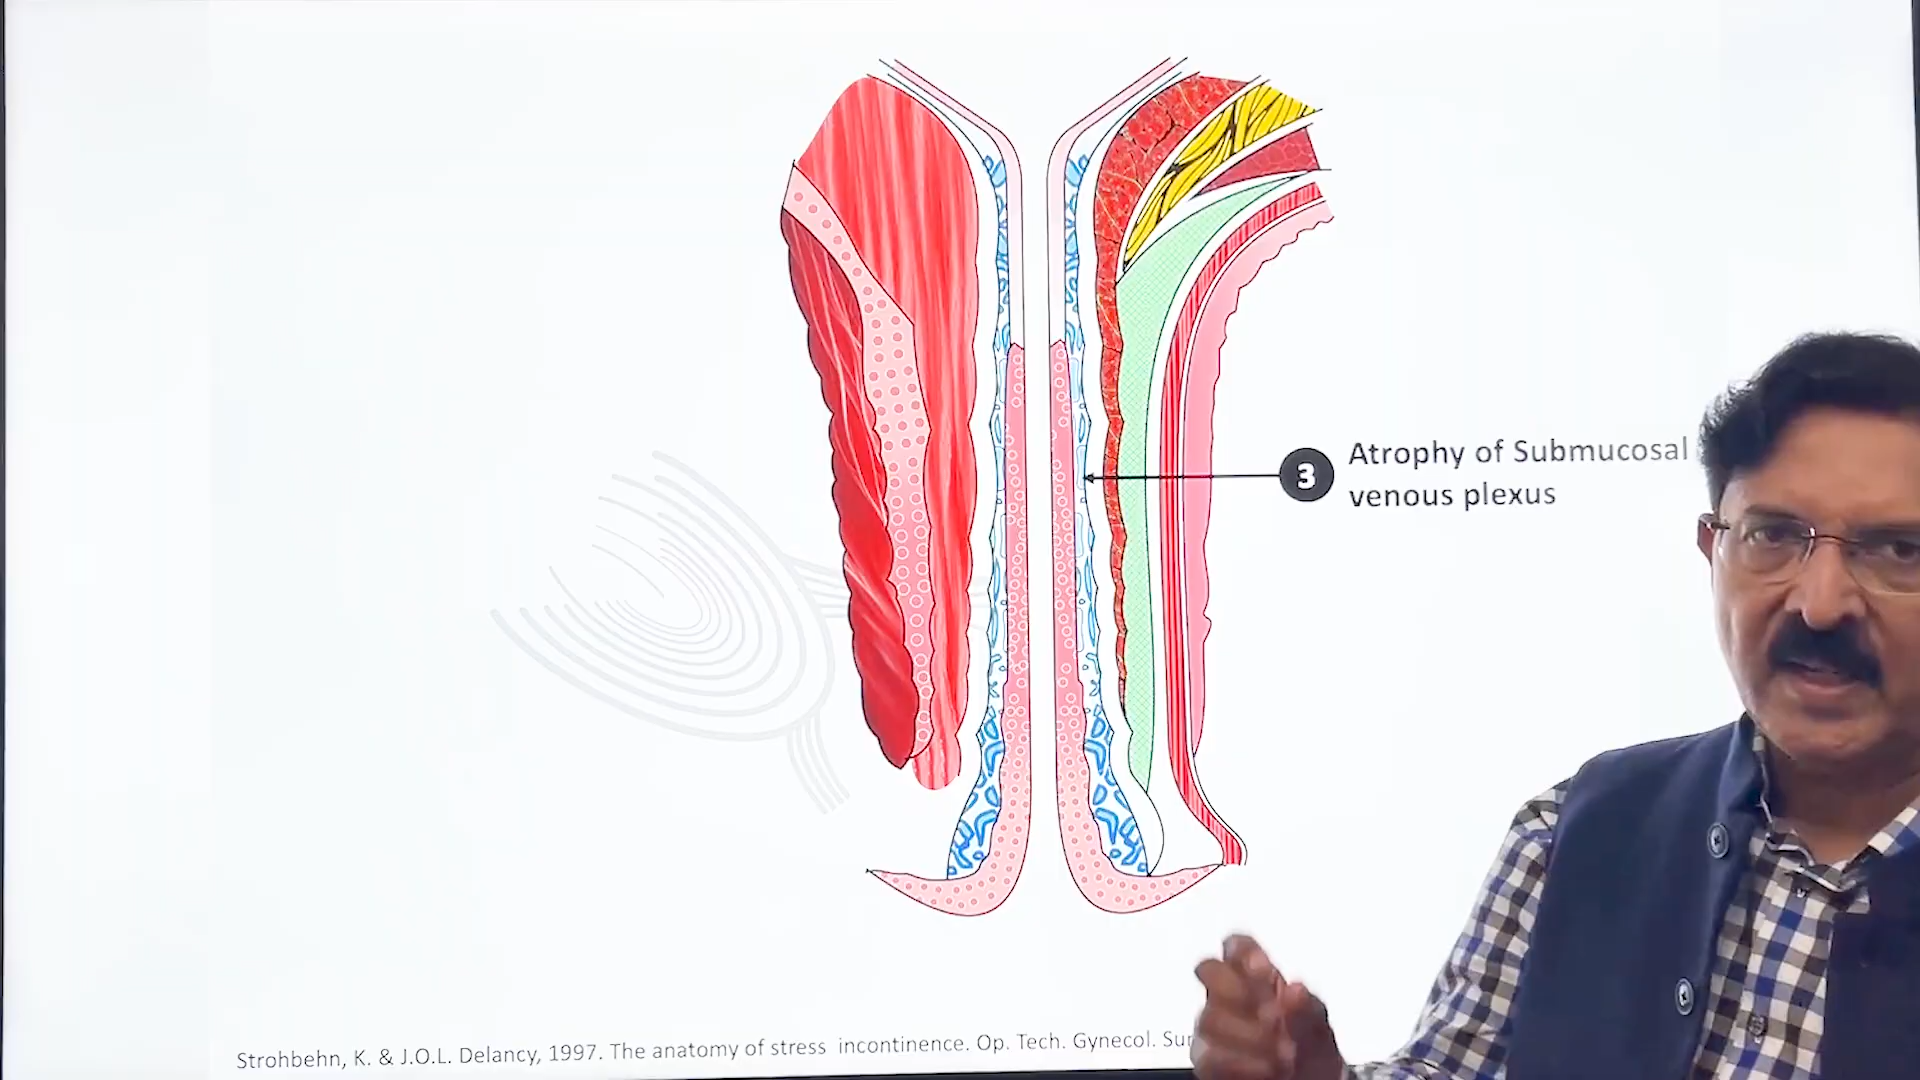 3
Atrophy of Submucosal
venous plexus
Strohbehn, K. & J.O.L. Delancy, 1997. The anatomy of stress incontinence. Op. Tech. Gynecol.